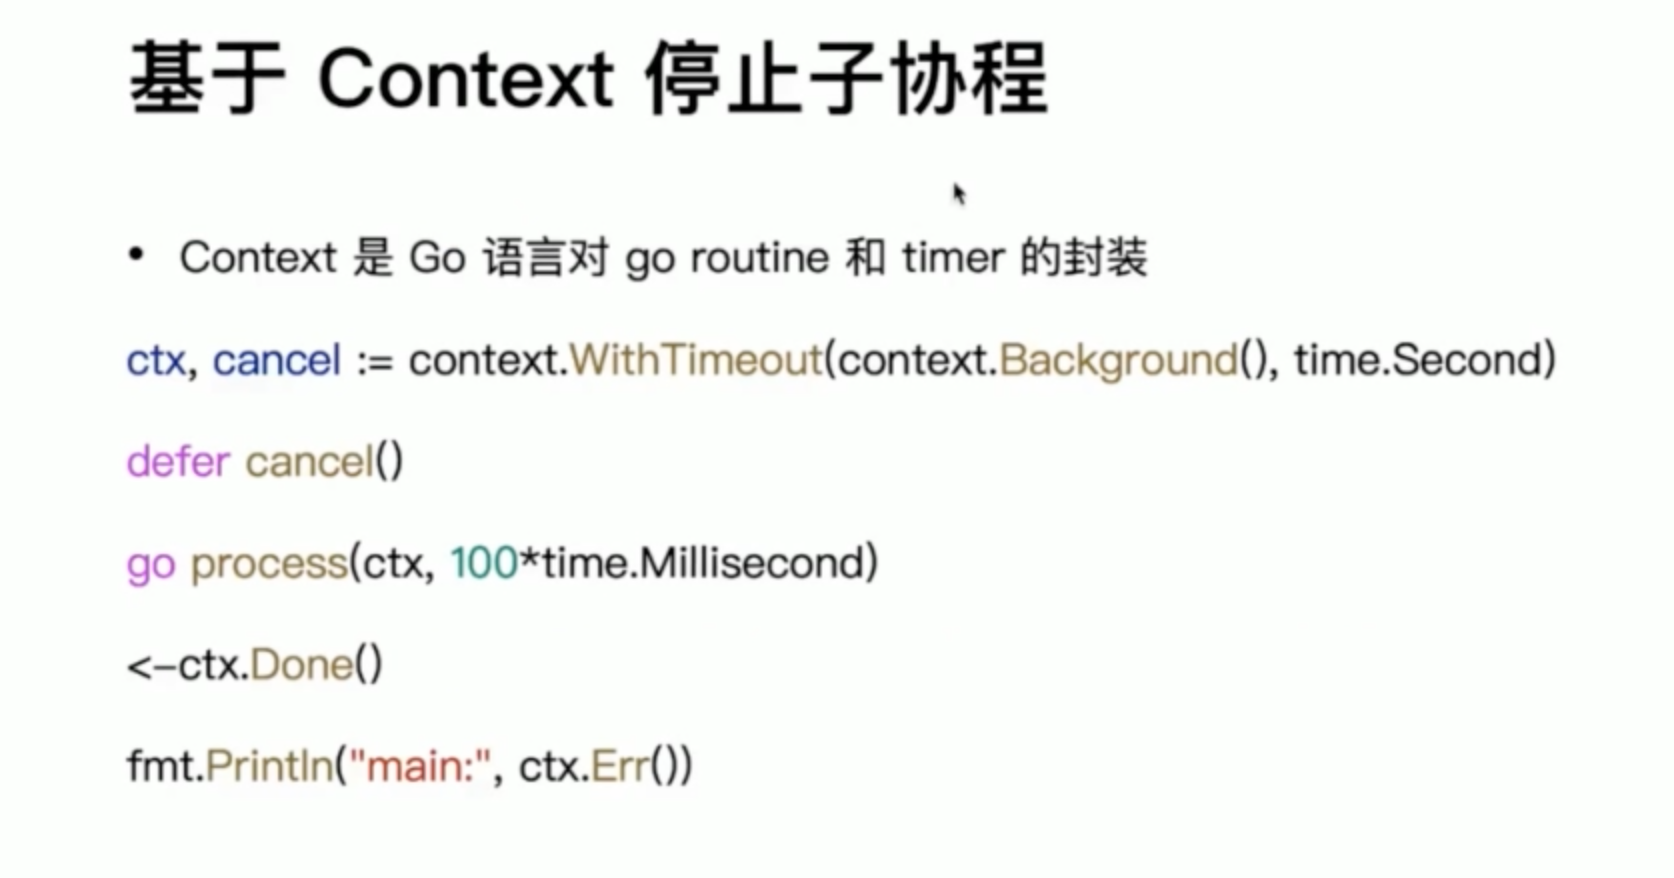 基于 Context 停止子协程
• Context 是 Go 语言对 go routine 和 timer 的封装
ctx, cancel := context.WithTimeout(context.Background(), time.Second)
defer cancel()
go process(ctx, 100*time.Millisecond)
<-ctx.Done()
fmt.Println("main:", ctx.Err())